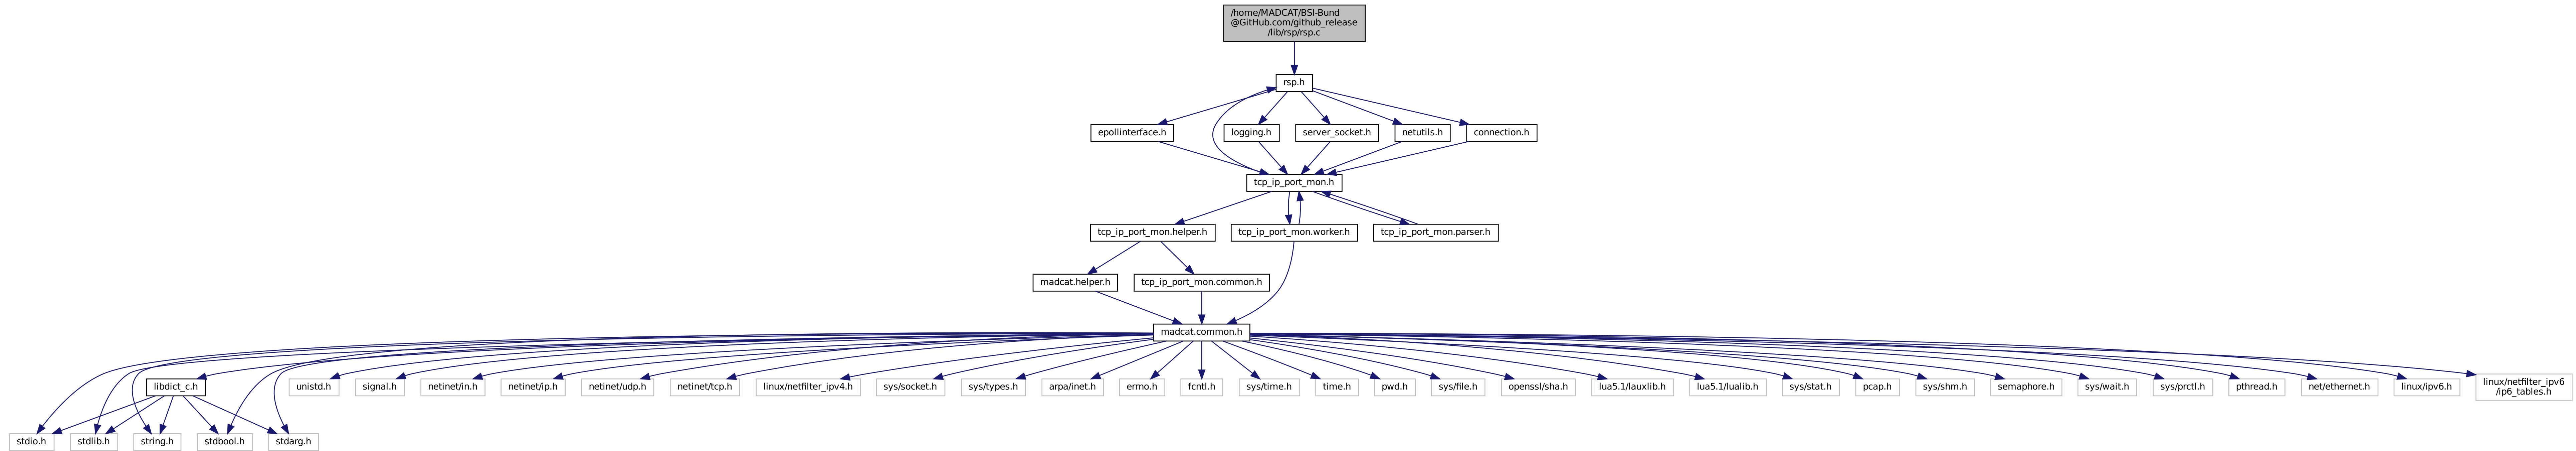 /home/MADCAT/BSI-Bund
@GitHub.com/github_release
/lib/rsp/rsp.c
rsp.h
epollinterface.h
logging.h
server_socket.h
netutils.h
connection.h
tcp_ip_port_mon.h
tcp_ip_port_mon.helper.h
tcp_ip_port_mon.worker.h
tcp_ip_port_mon.parser.h
madcat.helper.h
tcp_ip_port_mon.common.h
madcat.common.h
libdict_c.h
unistd.h
signal.h
netinet/in.h
netinet/ip.h
netinet/udp.h
netinet/tcp.h
linux/netfilter_ipv4.h
sys/socket.h
sys/types.h
arpa/inet.h
errno.h
fcntl.h
sys/time.h
time.h
pwd.h
sys/file.h
openssl/sha.h
lua5.1/lauxlib.h
lua5.1/lualib.h
sys/stat.h
pcap.h
sys/shm.h
semaphore.h
sys/wait.h
sys/prctl.h
pthread.h
net/ethernet.h
linux/ipv6.h
linux/netfilter_ipv6
/ip6_tables.h
stdio.h
stdlib.h
string.h
stdbool.h
stdarg.h